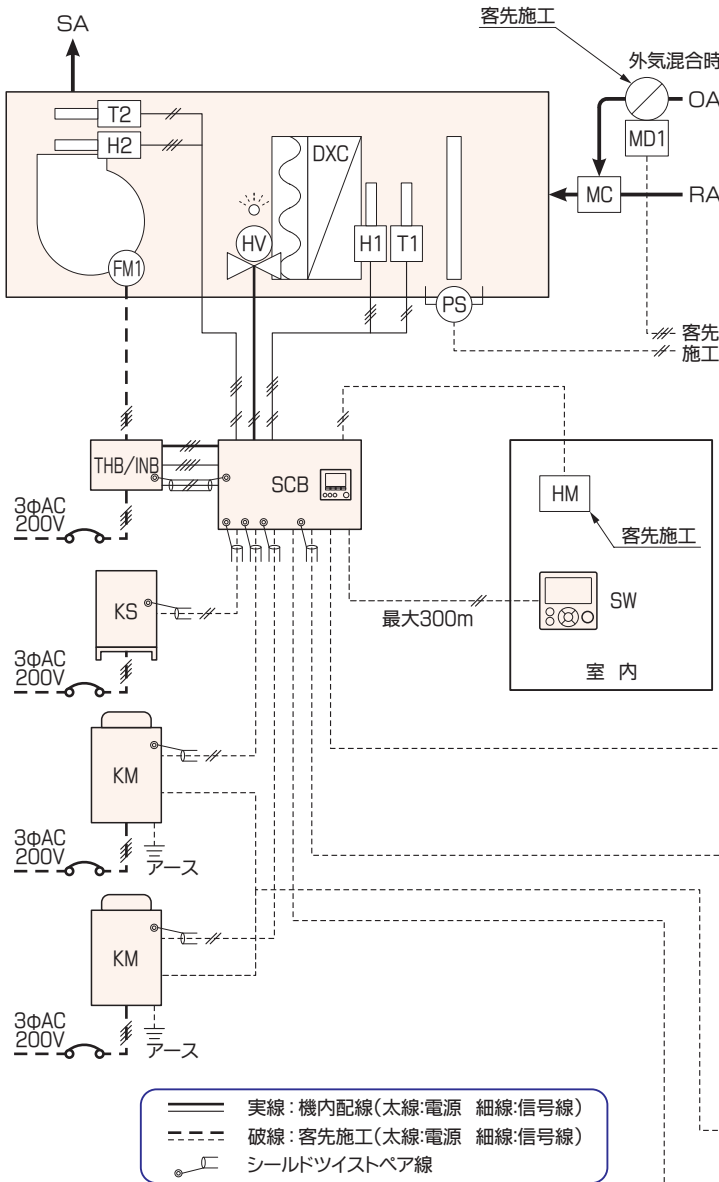 SA
客先施工
外気混合時
OA
T2
H2
DXC
MD1
MC
RA
HV
H1
T1
FM1
PS
客先
施工
THB/INB
SCB
HM
客先施工
3φAC
200V
KS
最大300m
SW
室 内
3φAC
200V
KM
3φAC
200V
アース
KM
3φAC
200V
アース
実線:機内配線(太線:電源 細線:信号線)
破線:客先施工(太線:電源 細線:信号線)
シールドツイストペア線